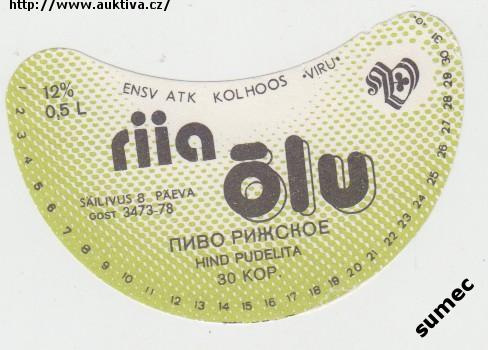 http://www.auktiva.cz/
ENSV ATK KOLHOOS "VIRU"
12%
0,5 L
riia
õlu
SÄILIVUS 8 PÄEVA
GOST 3473-78
ПИВО РИЖСКОЕ
HIND PUDELITA
30 KOP.
1 2 3 4 5 6 7 8 9 10 11 12 13 14 15 16 17 18 19 20 21 22 23 24 25 26 27 28 29 30 31
sumec